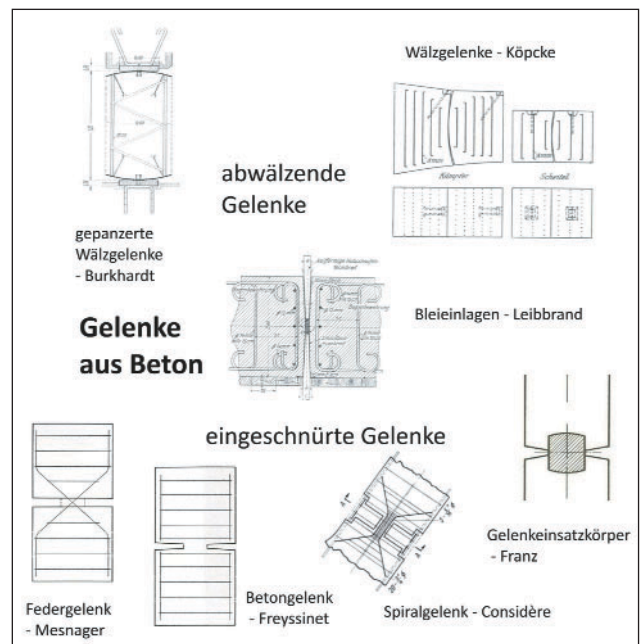 Wälzgelenke - Köpcke
abwälzende
Gelenke
gepanzerte
Wälzgelenke
- Burkhardt
Bleieinlagen - Leibbrand
Gelenke
aus Beton
eingeschnürte Gelenke
Gelenkeinsatzkörper
- Franz
Federgelenk
- Mesnager
Betongelenk
- Freyssinet
Spiralgelenk - Considère